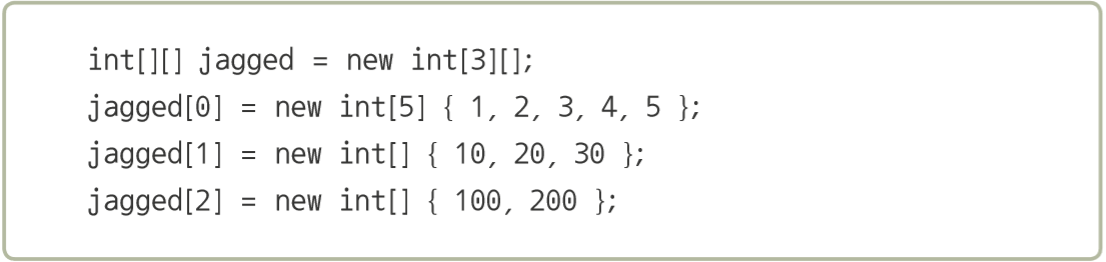 int[][] jagged = new int[3][];
jagged[0] = new int[5] { 1, 2, 3, 4, 5 };
jagged[1] = new int[] { 10, 20, 30 };
jagged[2] = new int[] { 100, 200 };